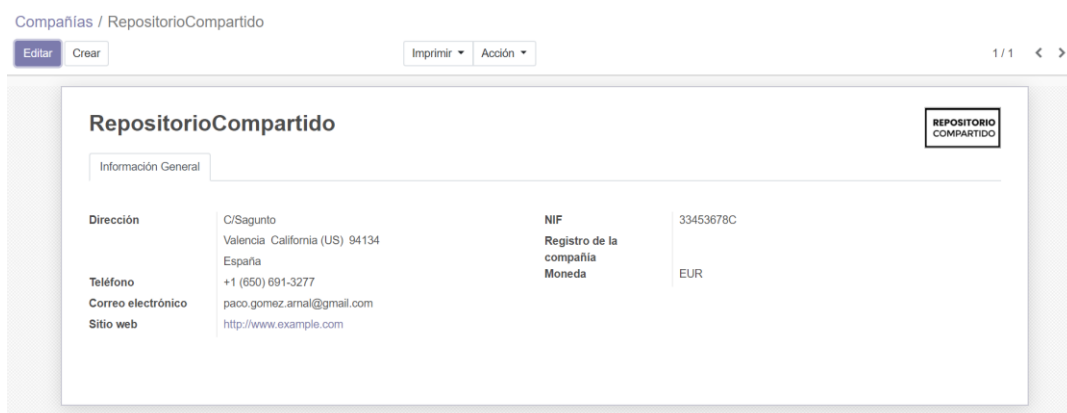 Compañías / RepositorioCompartido
Editar Crear Imprimir Acción 1 / 1
RepositorioCompartido
REPOSITORIO
COMPARTIDO
Información General
Dirección C/Sagunto
Valencia California (US) 94134
España
Teléfono +1 (650) 691-3277
Correo electrónico paco.gomez.arnal@gmail.com
Sitio web http://www.example.com
NIF 33453678C
Registro de la
compañia
Moneda EUR